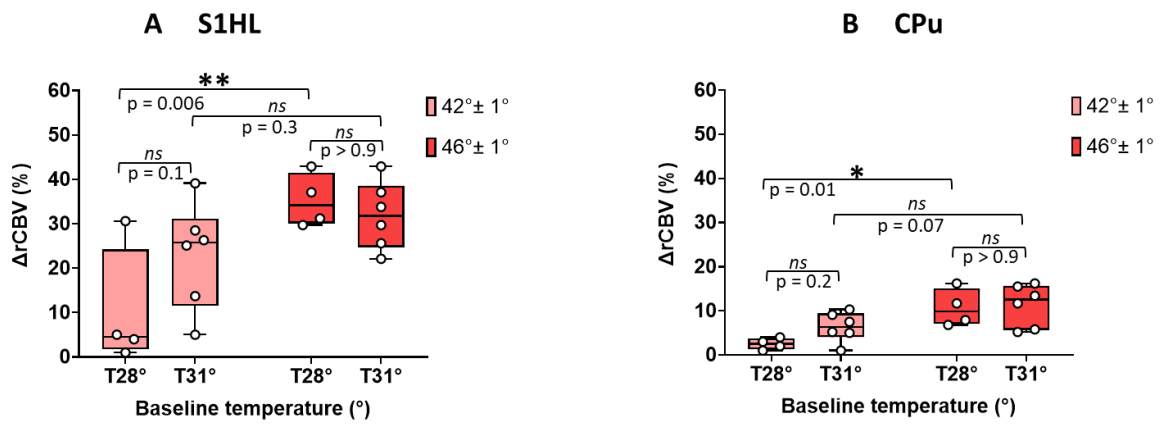 A S1HL
ΔrCBV (%)
60
50
40
30
20
10
0
**
p = 0.006
ns
p = 0.3
ns
p > 0.9
ns
p = 0.1
42°± 1°
46°± 1°
T28° T31° T28° T31°
Baseline temperature (°)
B CPu
ΔrCBV (%)
60
50
40
30
20
10
0
*
p = 0.01
ns
p = 0.07
ns
p > 0.9
ns
p = 0.2
42°± 1°
46°± 1°
T28° T31° T28° T31°
Baseline temperature (°)